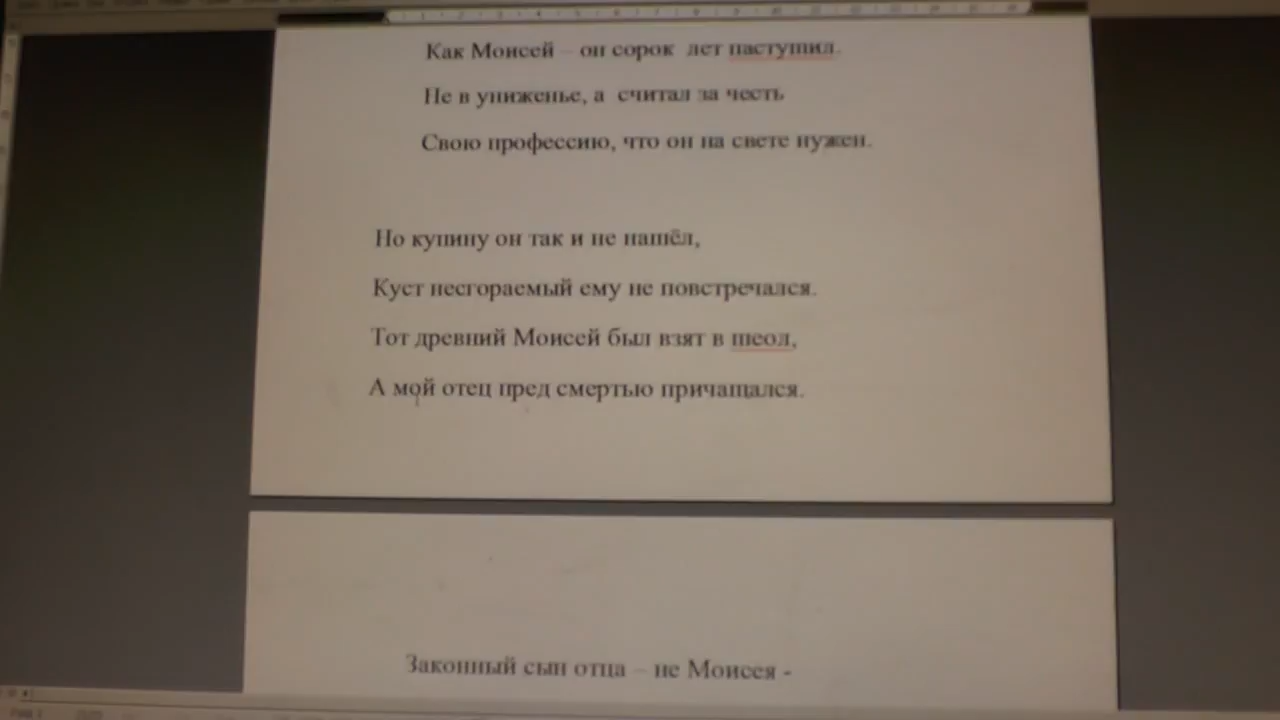 Как Моисей – он сорок лет пастушил.
Не в униженье, а считал за честь
Свою профессию, что он на свете нужен.
Но купину он так и не нашёл,
Куст несгораемый ему не повстречался.
Тот древний Моисей был взят в шеол,
А мой отец пред смертью причащался.
Законный сын отца – не Моисея -